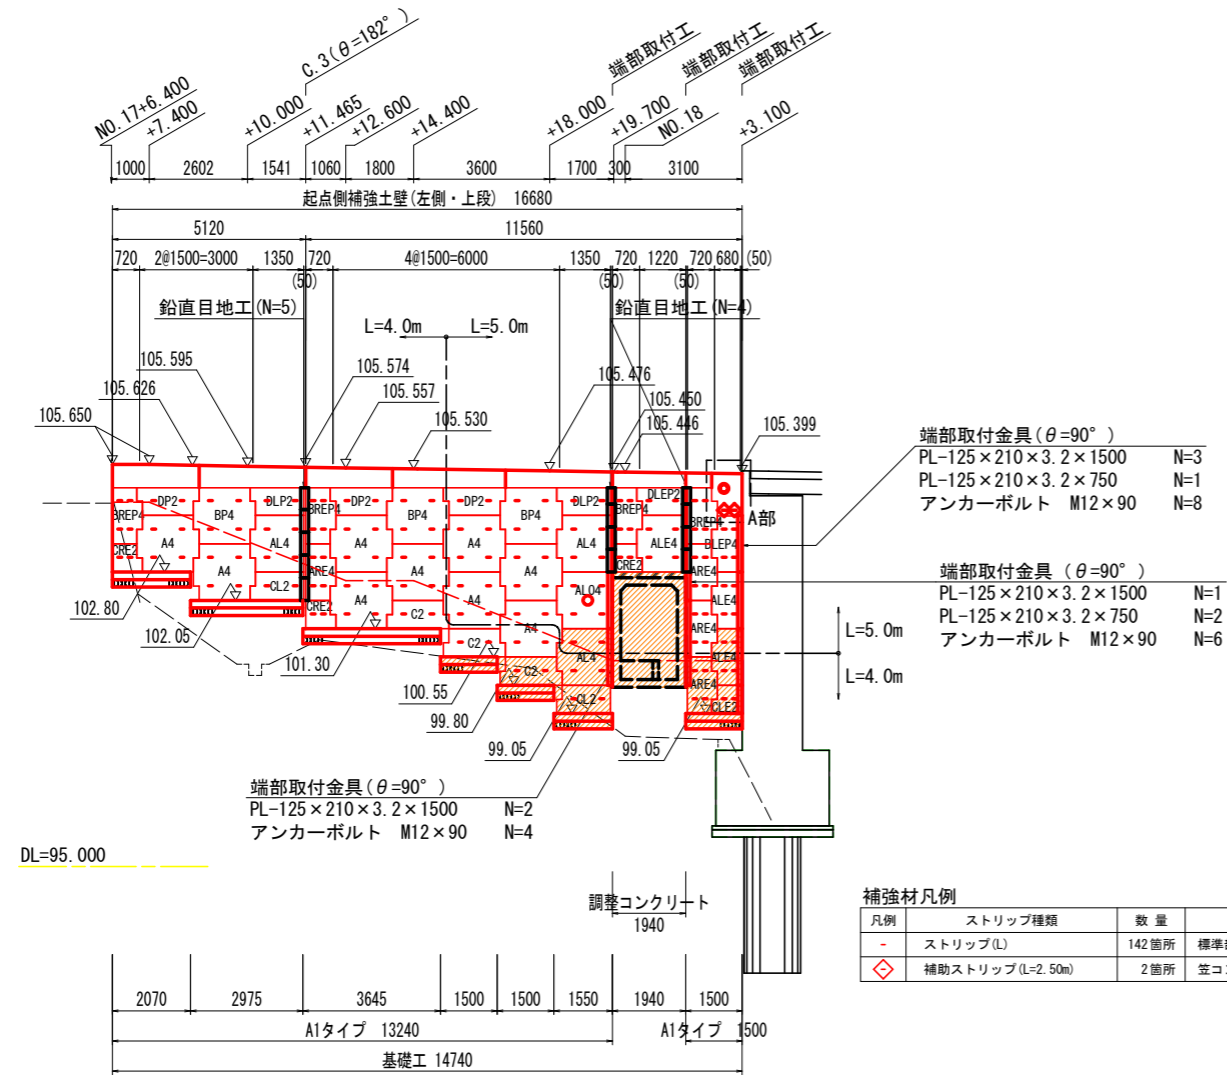 C.3(θ=182°)
端部取付工
端部取付工
端部取付工
NO.17+6.400
+7.400
+10.000
+11.465
+12.600
+14.400
+18.000
+19.700
NO.18
+3.100
1000 2602 1541 1060 1800 3600 1700 300 3100
起点側補強土壁(左側・上段) 16680
5120 11560
720 2@1500=3000 1350 720 4@1500=6000 1350 720 1220 720 680 (50)
(50) (50) (50)
鉛直目地工(N=5) 鉛直目地工(N=4)
L=4.0m L=5.0m
105.650
105.626
105.595
105.574
105.557
105.530
105.476
105.450
105.446
105.399
DP2 DLP2 DP2 DP2 DLP2 DLEP2
BREP4 BP4 BREP4 BP4 BP4 BREP4 BREP4
A部
CRE2 A4 AL4 A4 A4 AL4 ALE4 BLEP4
A4 CL2 ARE4 A4 A4 CRE2 ARE4
CRE2 A4 C2 A4 ALO4 ALE4
C2 A4 ARE4
C2 AL4 ALE4
CL2 ARE4
CLE2
102.80
102.05
101.30
100.55
99.80
99.05
99.05
L=5.0m
L=4.0m
端部取付金具(θ=90°)
PL-125×210×3.2×1500 N=3
PL-125×210×3.2×750 N=1
アンカーボルト M12×90 N=8
端部取付金具 (θ=90°)
PL-125×210×3.2×1500 N=1
PL-125×210×3.2×750 N=2
アンカーボルト M12×90 N=6
端部取付金具(θ=90°)
PL-125×210×3.2×1500 N=2
アンカーボルト M12×90 N=4
DL=95.000
調整コンクリート
1940
補強材凡例
凡例 ストリップ種類 数 量
- ストリップ(L) 142箇所 標準
補助ストリップ(L=2.50m) 2箇所 笠コ
2070 2975 3645 1500 1500 1550 1940 1500
A1タイプ 13240 A1タイプ 1500
基礎工 14740